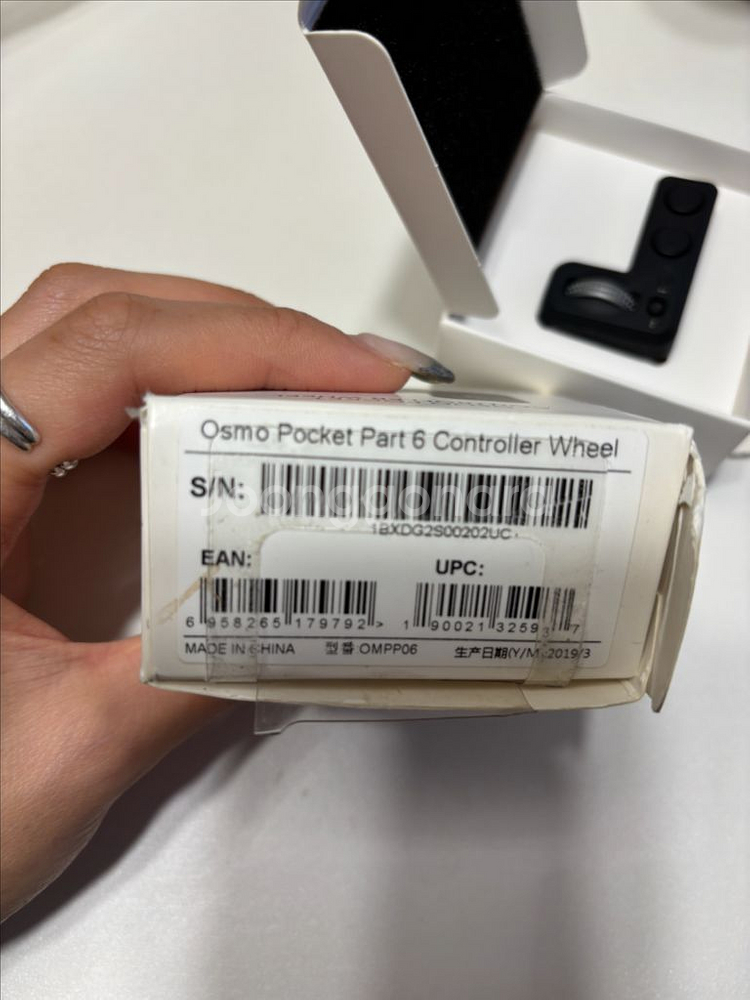 Osmo Pocket Part 6 Controller Wheel
S/N:
Joonggonara
1BXDG2S00202UC
EAN:
UPC:
6 958265 179792 >
1 90021 3259 7
MADE IN CHINA 型番 OMPP06 生产日期(Y/M) 2019/3